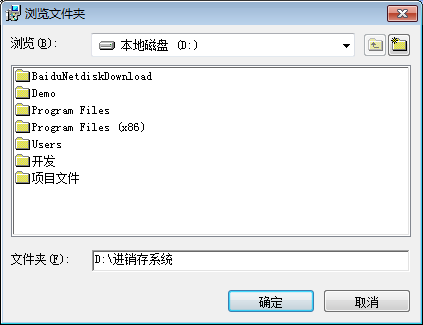 浏览文件夹
浏览(B): 本地磁盘 (D:)
BaiduNetdiskDownload
Demo
Program Files
Program Files (x86)
Users
开发
项目文件
文件夹(F): D:\进销存系统
确定 取消